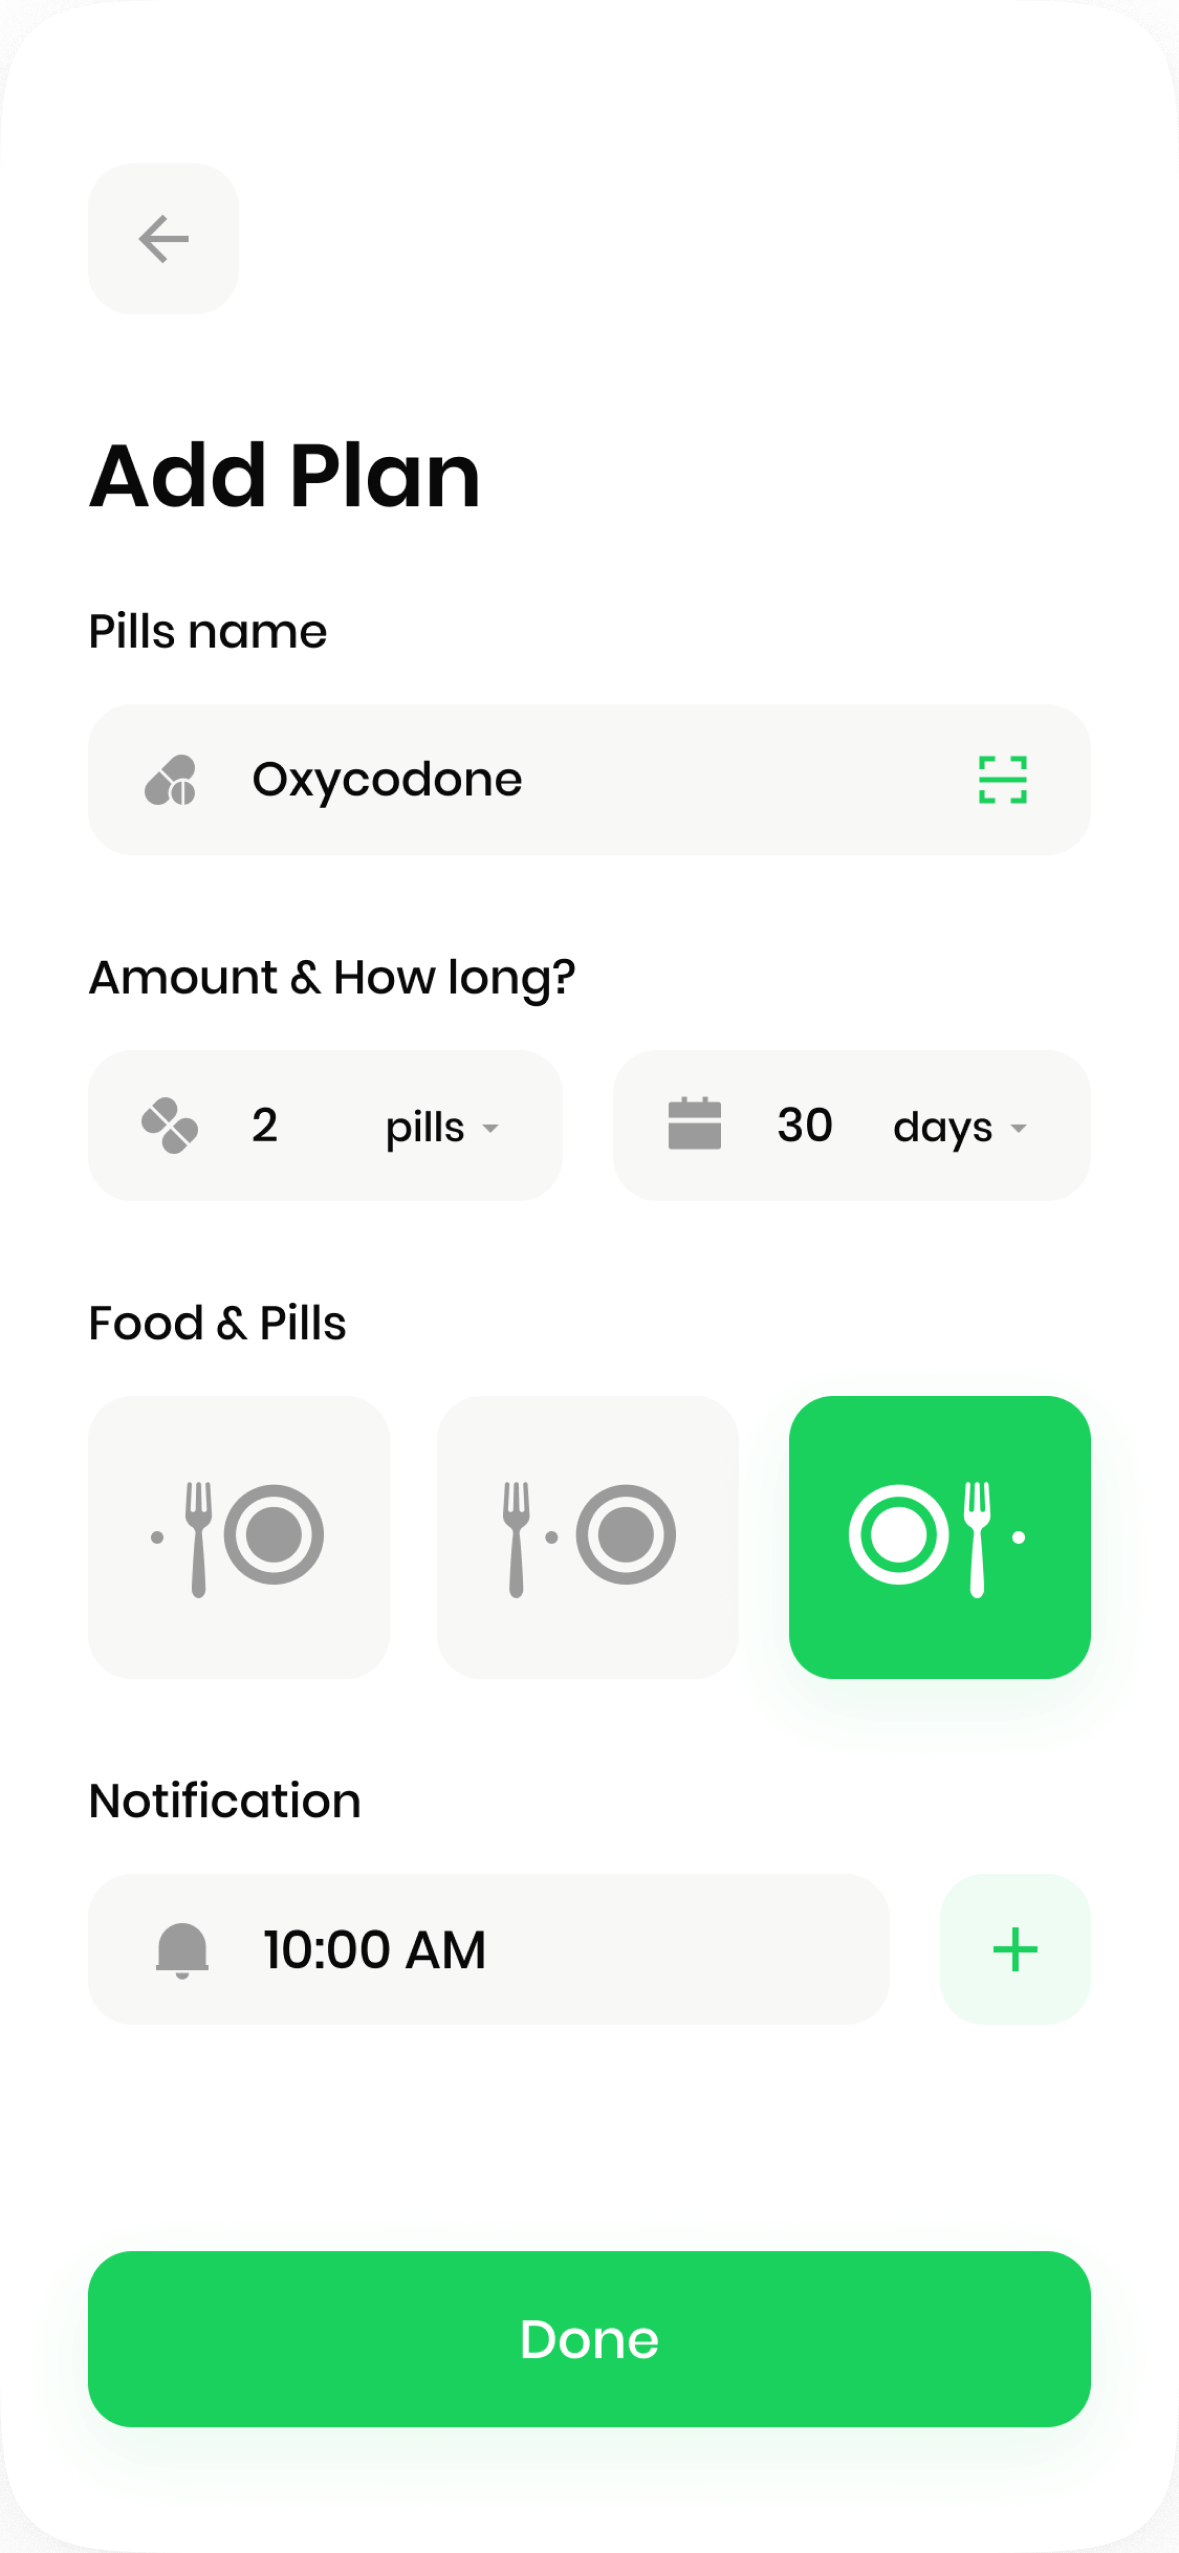 Add Plan
Pills name
Oxycodone
Amount & How long?
2 pills 30 days
Food & Pills
Notification
10:00 AM
Done